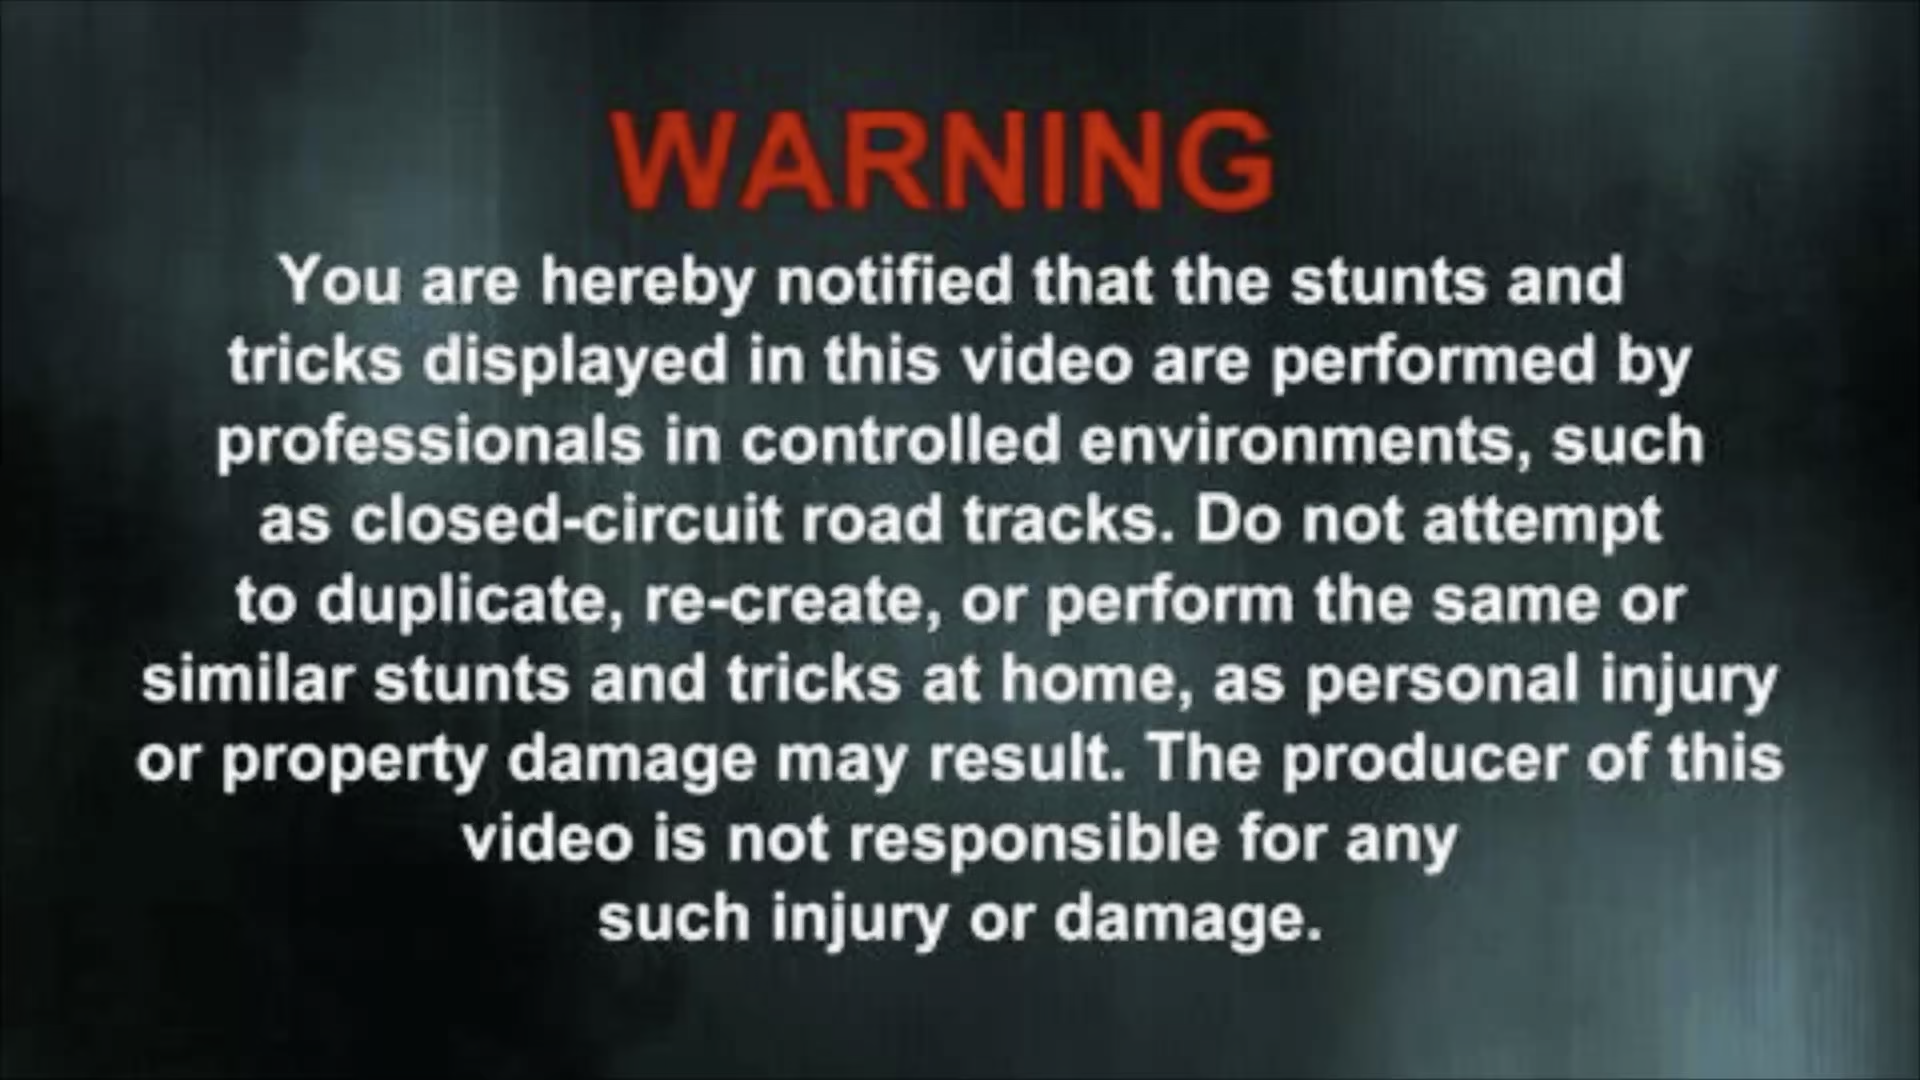 WARNING
You are hereby notified that the stunts and
tricks displayed in this video are performed by
professionals in controlled environments, such
as closed-circuit road tracks. Do not attempt
to duplicate, re-create, or perform the same or
similar stunts and tricks at home, as personal injury
or property damage may result. The producer of this
video is not responsible for any
such injury or damage.